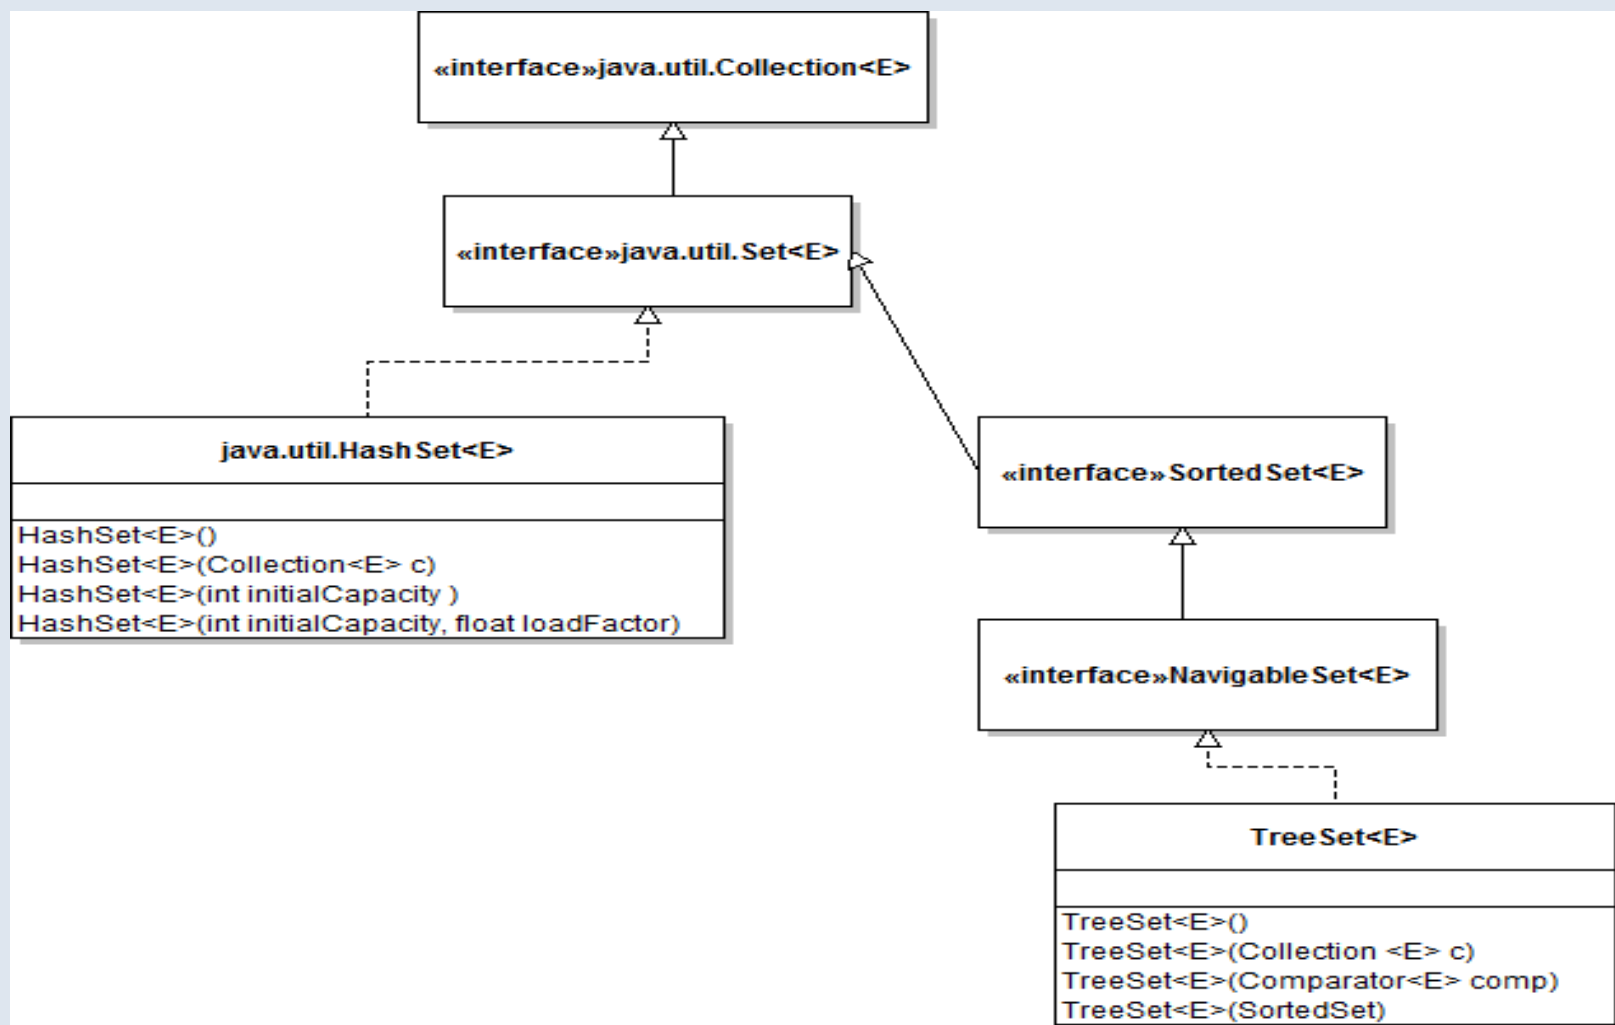 «interface»java.util.Collection<E>
«interface»java.util.Set<E>
java.util.HashSet<E>
HashSet<E>()
HashSet<E>(Collection<E> c)
HashSet<E>(int initialCapacity )
HashSet<E>(int initialCapacity, float loadFactor)
«interface»SortedSet<E>
«interface»NavigableSet<E>
TreeSet<E>
TreeSet<E>()
TreeSet<E>(Collection <E> c)
TreeSet<E>(Comparator<E> comp)
TreeSet<E>(SortedSet)